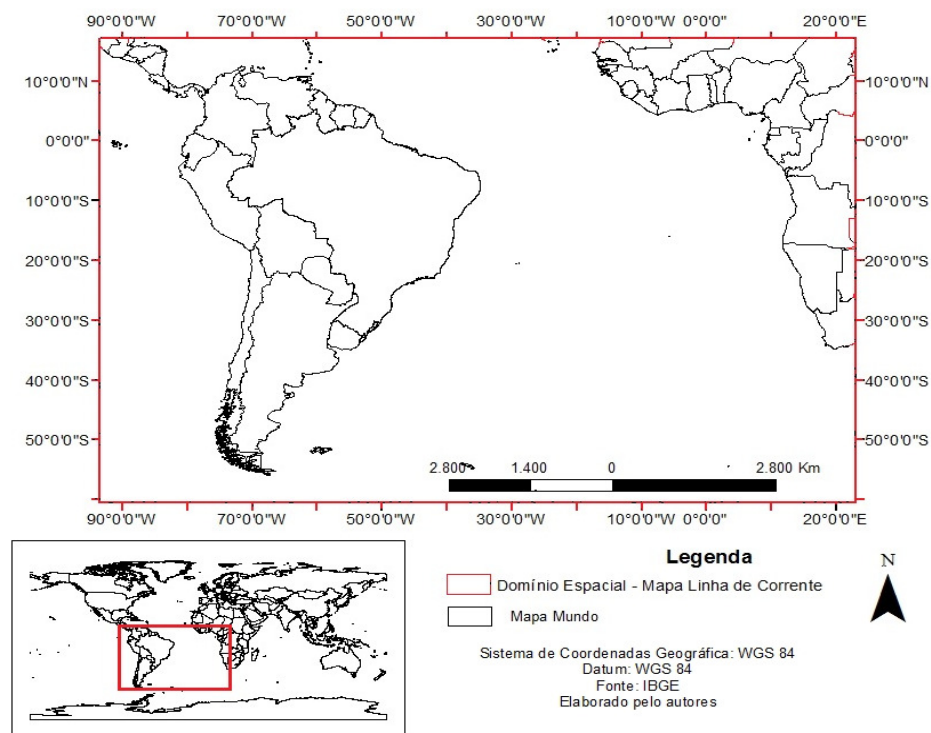 90°0'0"W 70°0'0"W 50°0'0"W 30°0'0"W 10°0'0"W 0°0'0" 20°0'0"E
10°0'0"N 10°0'0"N
0°0'0" 0°0'0"
10°0'0"S 10°0'0"S
20°0'0"S 20°0'0"S
30°0'0"S 30°0'0"S
40°0'0"S 40°0'0"S
50°0'0"S 50°0'0"S
2.800 1.400 0 2.800 Km
90°0'0"W 70°0'0"W 50°0'0"W 30°0'0"W 10°0'0"W 0°0'0" 20°0'0"E
Legenda
Domínio Espacial - Mapa Linha de Corrente
Mapa Mundo
N
Sistema de Coordenadas Geográfica: WGS 84
Datum: WGS 84
Fonte: IBGE
Elaborado pelo autores